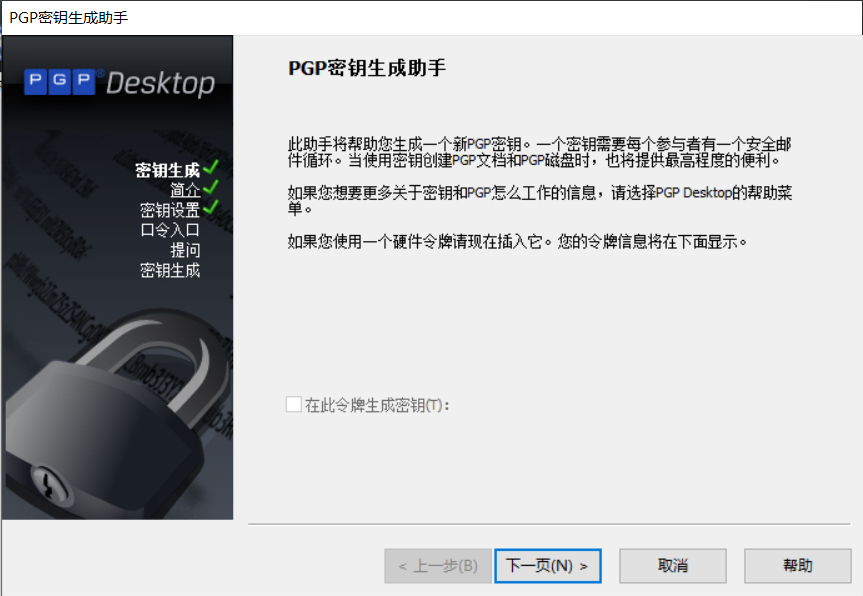 PGP密钥生成助手
PGP® Desktop
密钥生成
简介
密钥设置
口令入口
提问
密钥生成
PGP密钥生成助手
此助手将帮助您生成一个新PGP密钥。一个密钥需要每个参与者有一个安全邮
件循环。当使用密钥创建PGP文档和PGP磁盘时，也将提供最高程度的便利。
如果您想要更多关于密钥和PGP怎么工作的信息，请选择PGP Desktop的帮助菜
单。
如果您使用一个硬件令牌请现在插入它。您的令牌信息将在下面显示。
在此令牌生成密钥(T)：
< 上一步(B)
下一页(N) >
取消
帮助